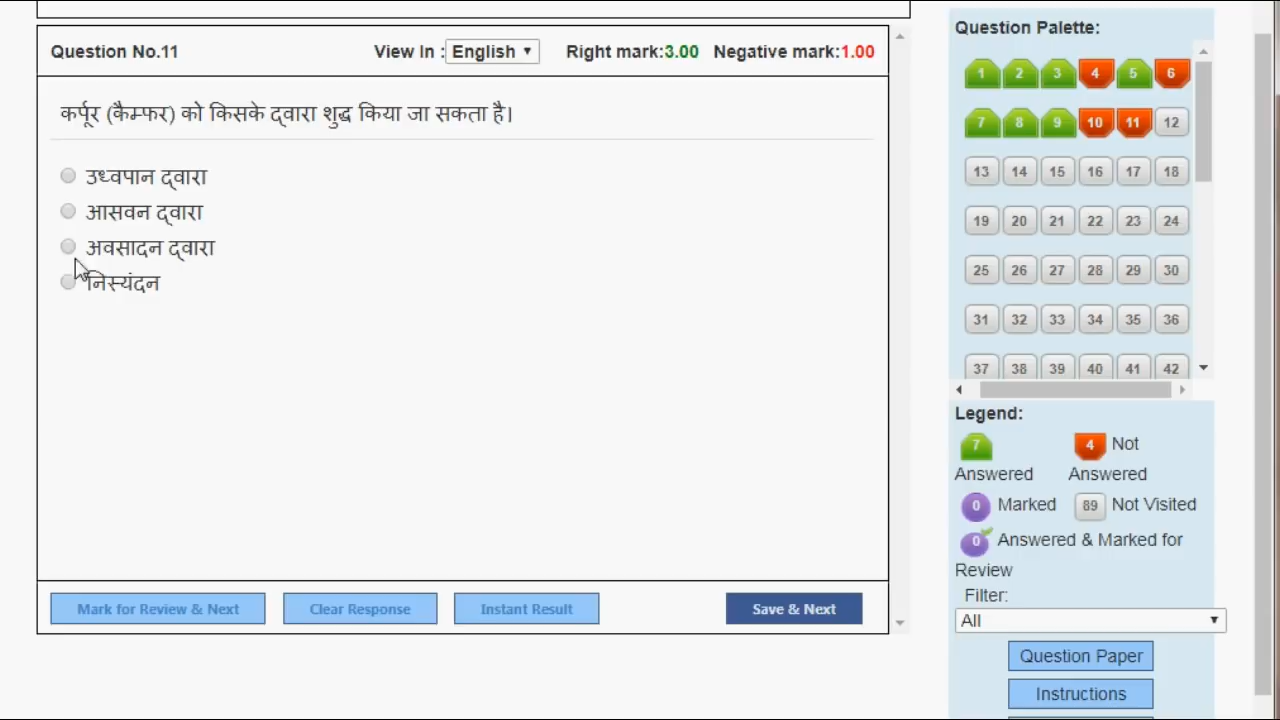 Question No.11 View In : English Right mark:3.00 Negative mark:1.00
कर्पूर (कैम्फर) को किसके द्वारा शुद्ध किया जा सकता है।
उध्वपान द्वारा
आसवन द्वारा
अवसादन द्वारा
निस्यंदन
Mark for Review & Next Clear Response Instant Result Save & Next
Question Palette:
1 2 3 4 5 6
7 8 9 10 11 12
13 14 15 16 17 18
19 20 21 22 23 24
25 26 27 28 29 30
31 32 33 34 35 36
37 38 39 40 41 42
Legend:
7 Answered 4 Not Answered
0 Marked 89 Not Visited
0 Answered & Marked for
Review
Filter:
All
Question Paper
Instructions